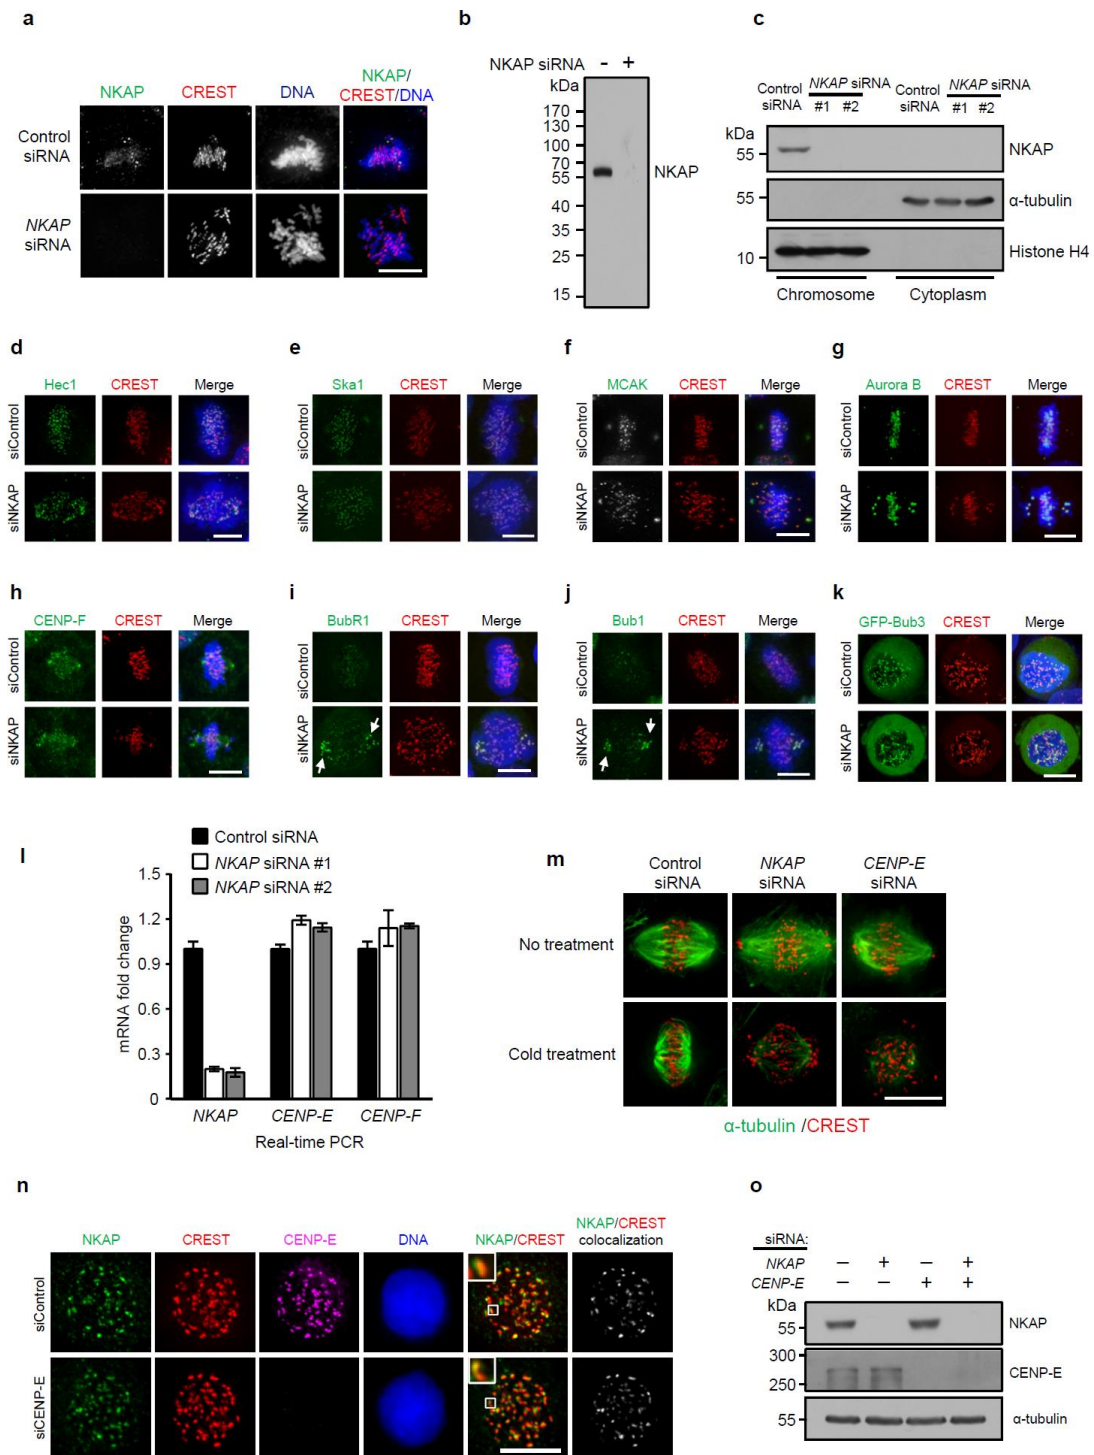 a
NKAP CREST DNA NKAP/
CREST/DNA
Control
siRNA
NKAP
siRNA
b
NKAP siRNA - +
kDa
170
130
100
70
55
40
35
25
15
NKAP
c
Control
siRNA
NKAP siRNA
#1 #2
Control
siRNA
NKAP siRNA
#1 #2
kDa
55
NKAP
55
α-tubulin
10
Histone H4
Chromosome Cytoplasm
d
Hec1 CREST Merge
siControl
siNKAP
e
Ska1 CREST Merge
siControl
siNKAP
f
MCAK CREST Merge
siControl
siNKAP
g
Aurora B CREST Merge
siControl
siNKAP
h
CENP-F CREST Merge
siControl
siNKAP
i
BubR1 CREST Merge
siControl
siNKAP
j
Bub1 CREST Merge
siControl
siNKAP
k
GFP-Bub3 CREST Merge
siControl
siNKAP
l
Control siRNA
NKAP siRNA #1
NKAP siRNA #2
mRNA fold change
1.5
1.2
0.9
0.6
0.3
0
NKAP CENP-E CENP-F
Real-time PCR
m
Control
siRNA
NKAP
siRNA
CENP-E
siRNA
No treatment
Cold treatment
α-tubulin /CREST
n
NKAP CREST CENP-E DNA NKAP/CREST NKAP/CREST
colocalization
siControl
siCENP-E
o
siRNA:
NKAP – + – +
CENP-E – – + +
kDa
55
NKAP
300
250
CENP-E
55
α-tubulin